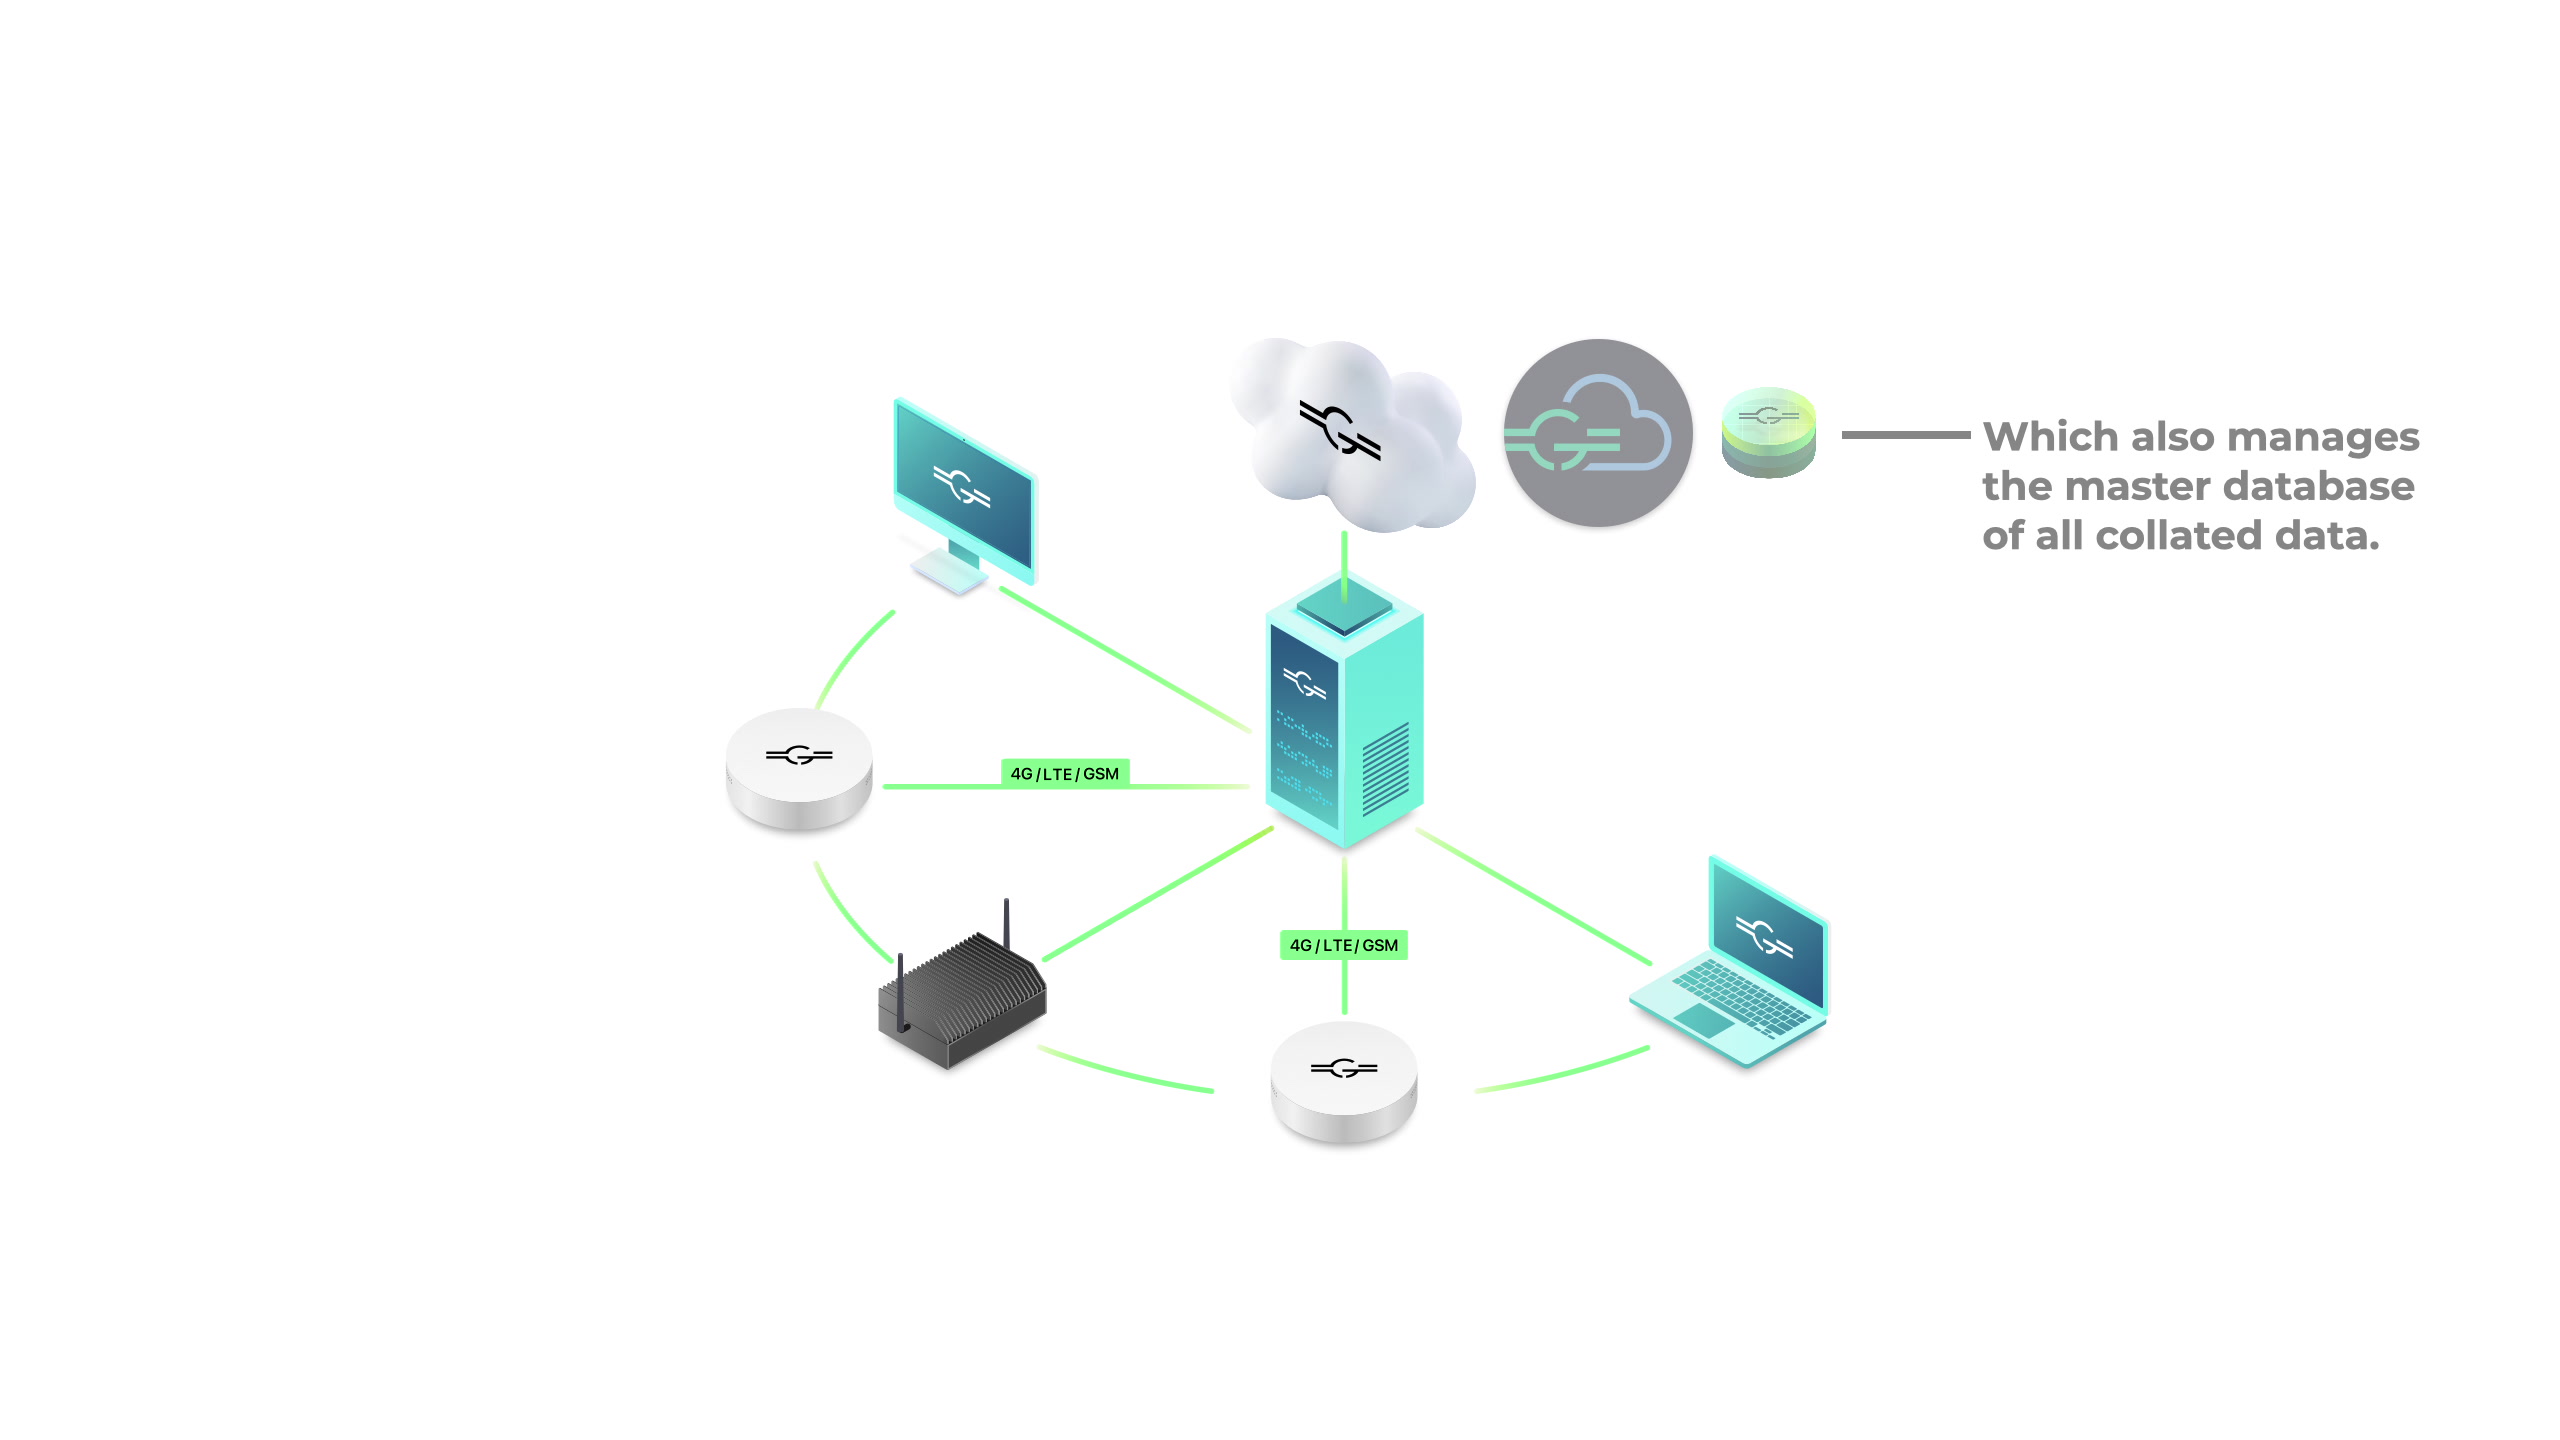 Which also manages
the master database
of all collated data.
4G / LTE / GSM
4G / LTE / GSM